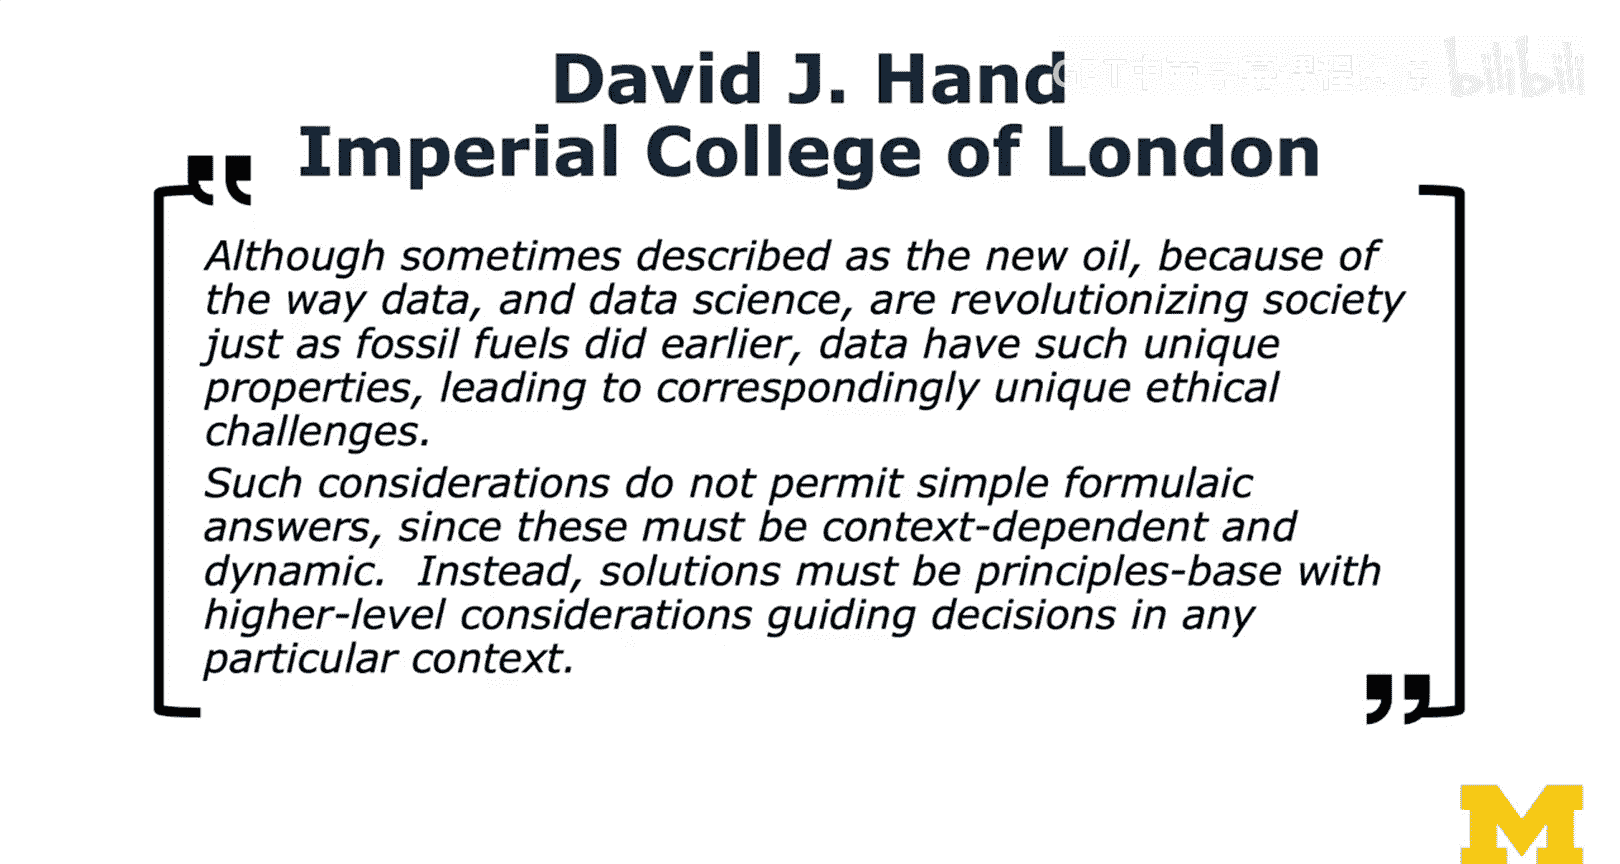 David J. Hand
Imperial College of London
Although sometimes described as the new oil, because of
the way data, and data science, are revolutionizing society
just as fossil fuels did earlier, data have such unique
properties, leading to correspondingly unique ethical
challenges.
Such considerations do not permit simple formulaic
answers, since these must be context-dependent and
dynamic.  Instead, solutions must be principles-base with
higher-level considerations guiding decisions in any
particular context.
bilibili
M